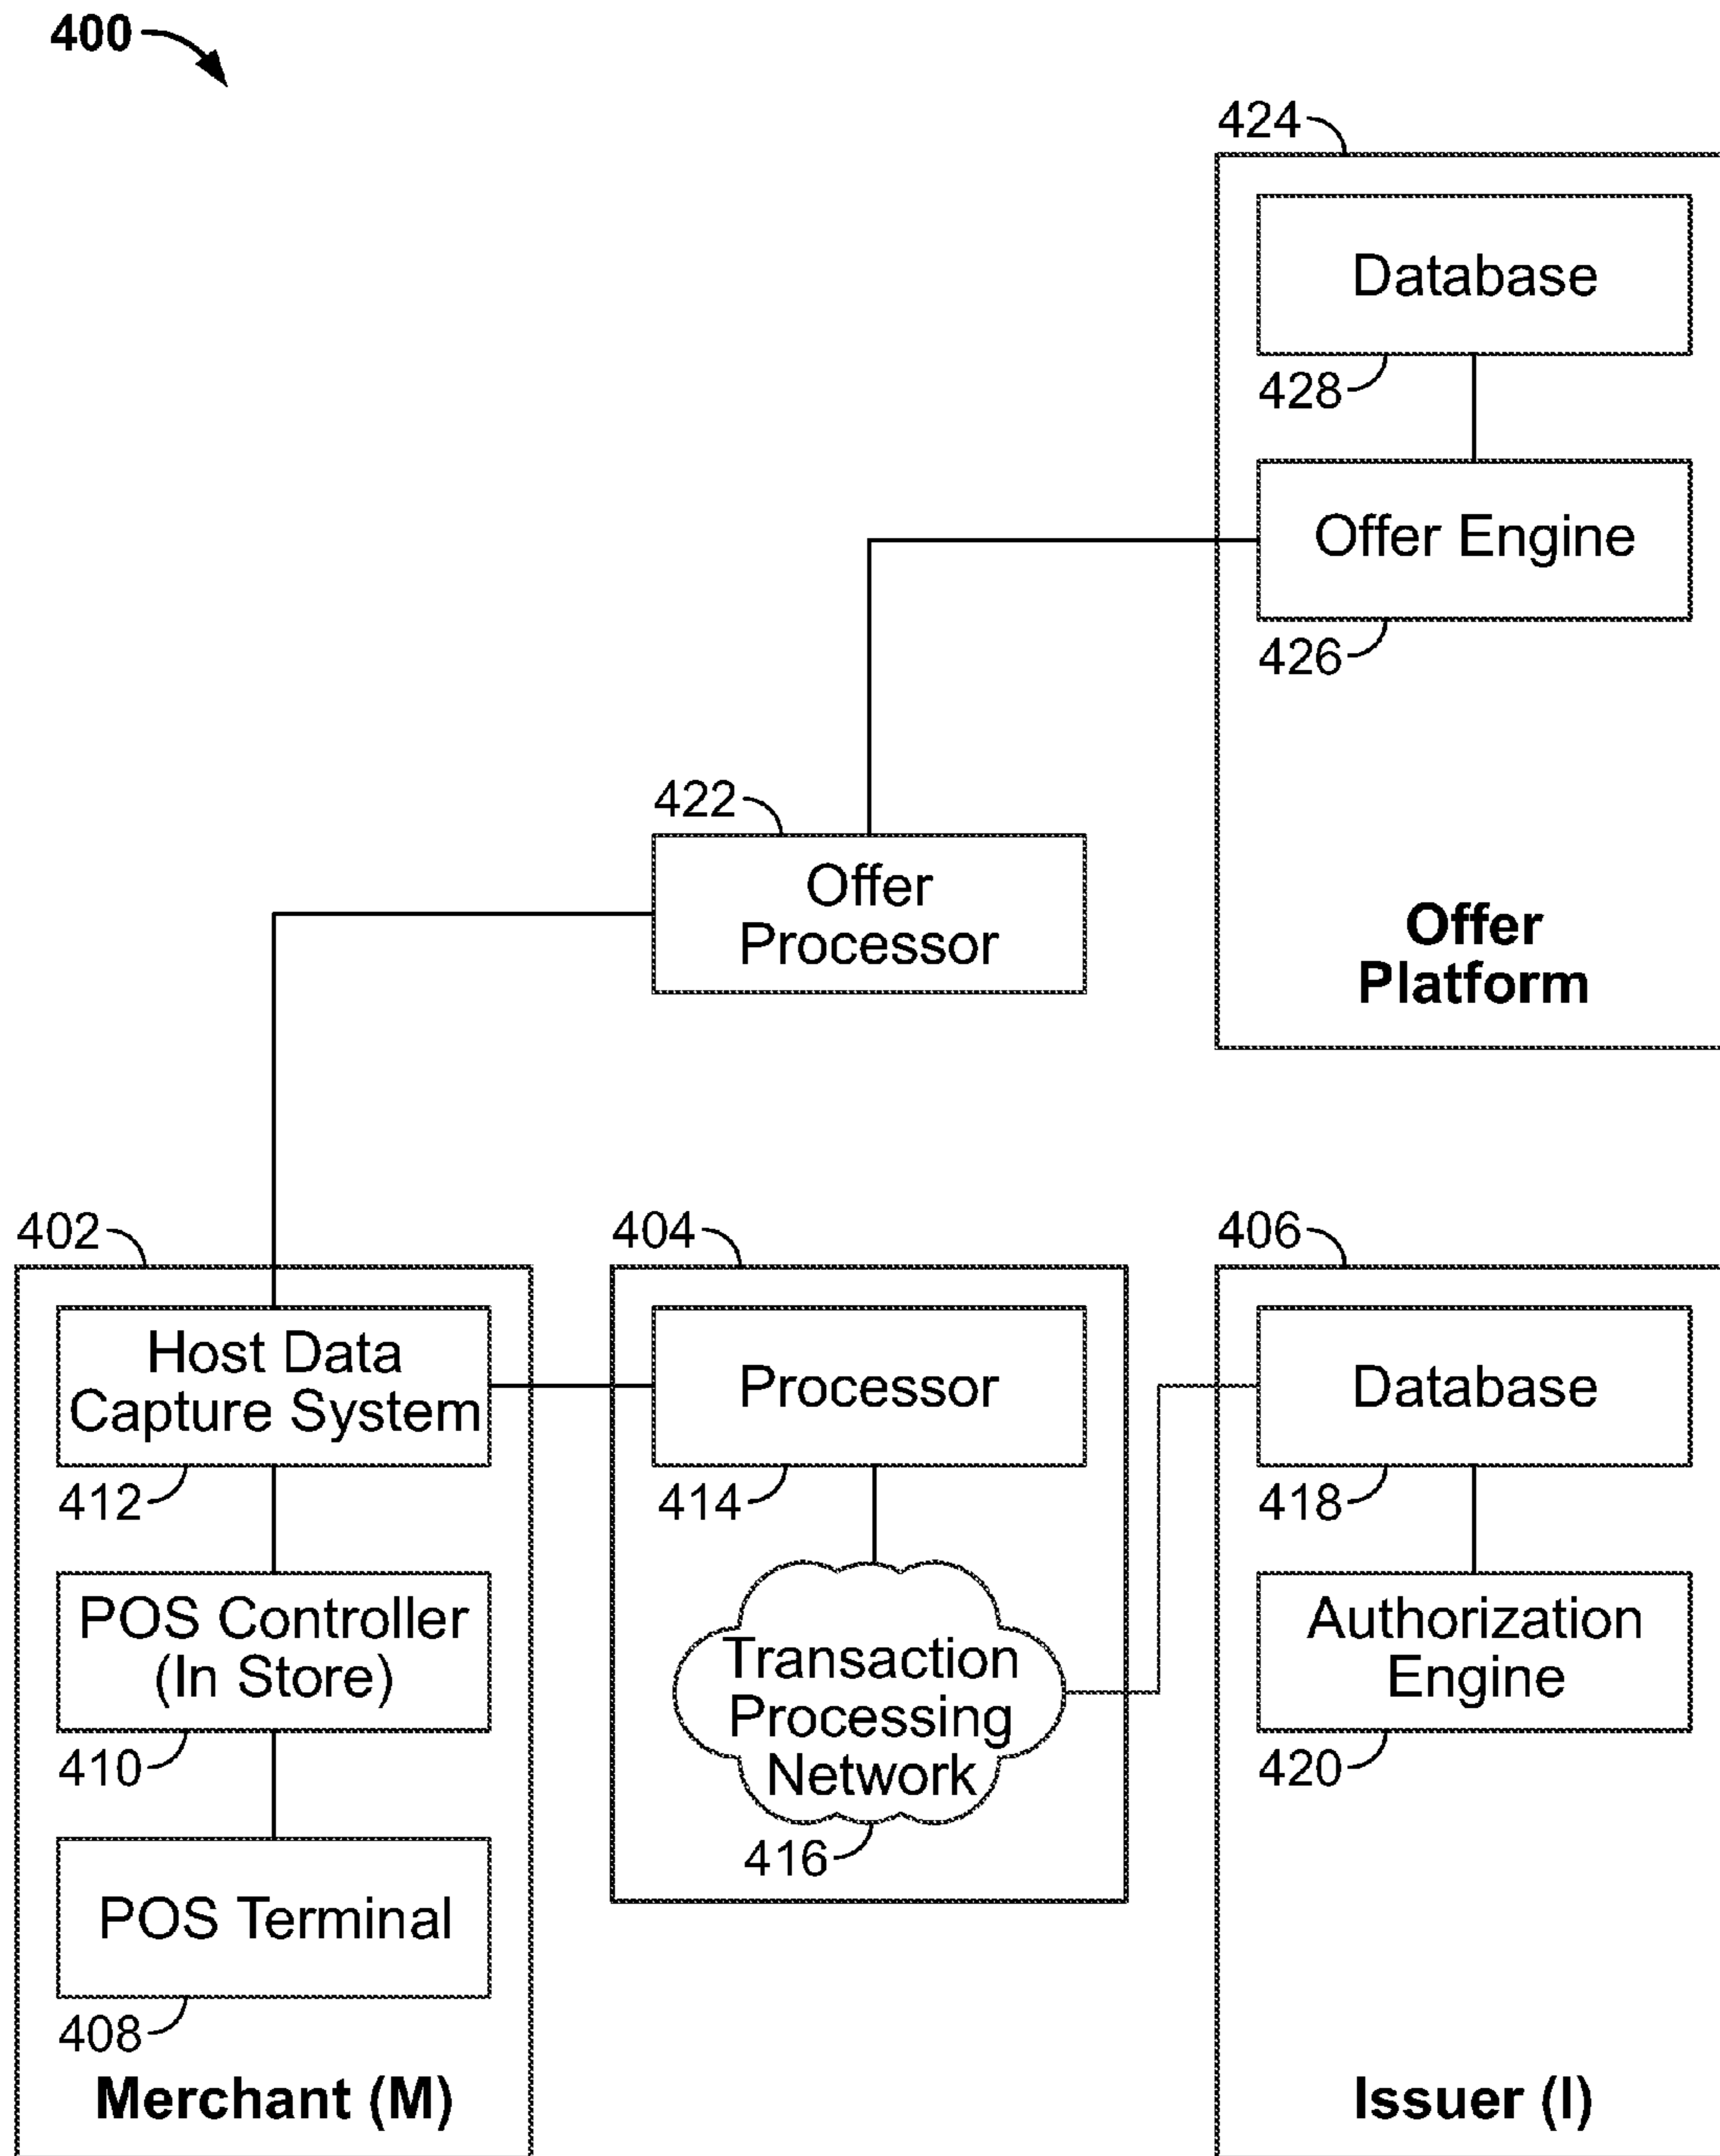 400
424
Database
428
Offer Engine
426
Offer
Platform
422
Offer
Processor
402
Host Data
Capture System
412
POS Controller
(In Store)
410
POS Terminal
408
Merchant (M)
404
Processor
414
Transaction
Processing
Network
416
406
Database
418
Authorization
Engine
420
Issuer (I)